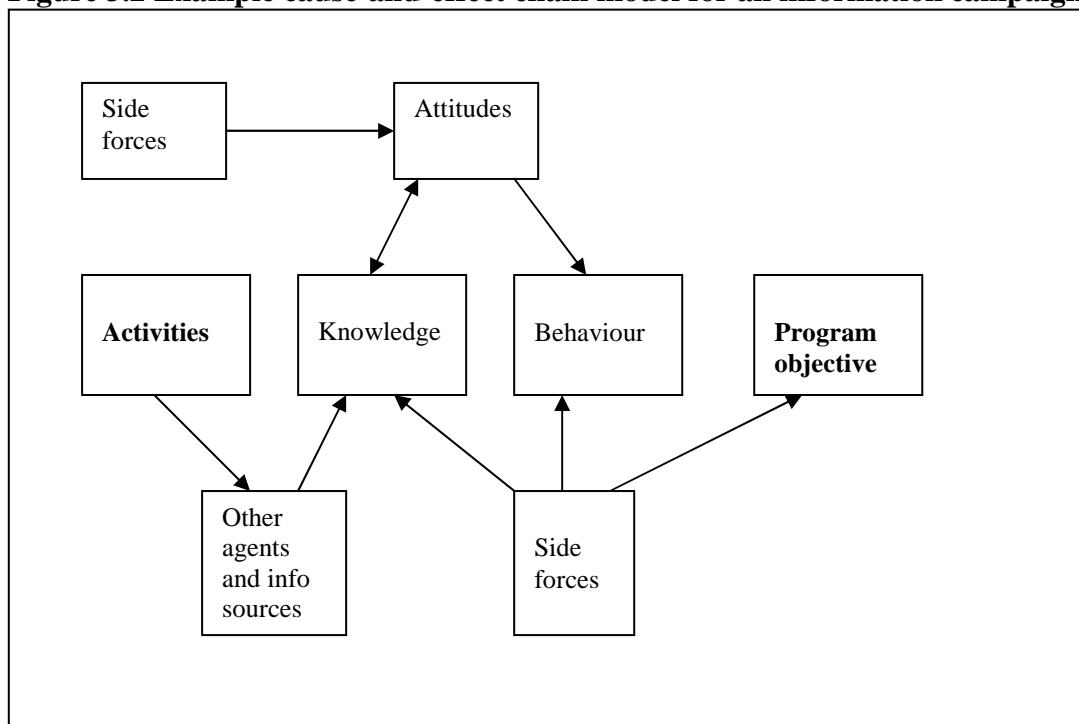 Figure 3.2 Example cause-and-effect chain model for an information campaign
Side
forces
Attitudes
Activities
Knowledge
Behaviour
Program
objective
Other
agents
and info
sources
Side
forces